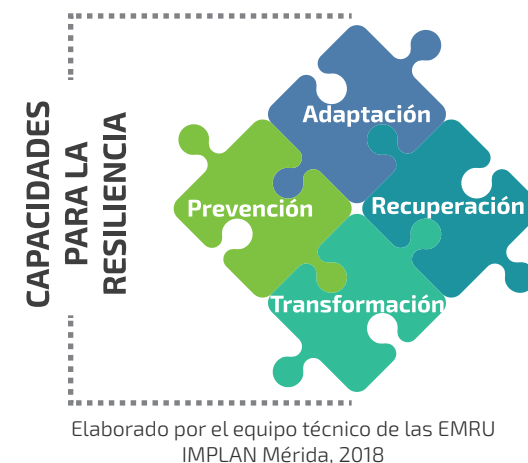 CAPACIDADES
PARA LA
RESILIENCIA
Adaptación
Prevención
Recuperación
Transformación
Elaborado por el equipo técnico de las EMRU
IMPLAN Mérida, 2018